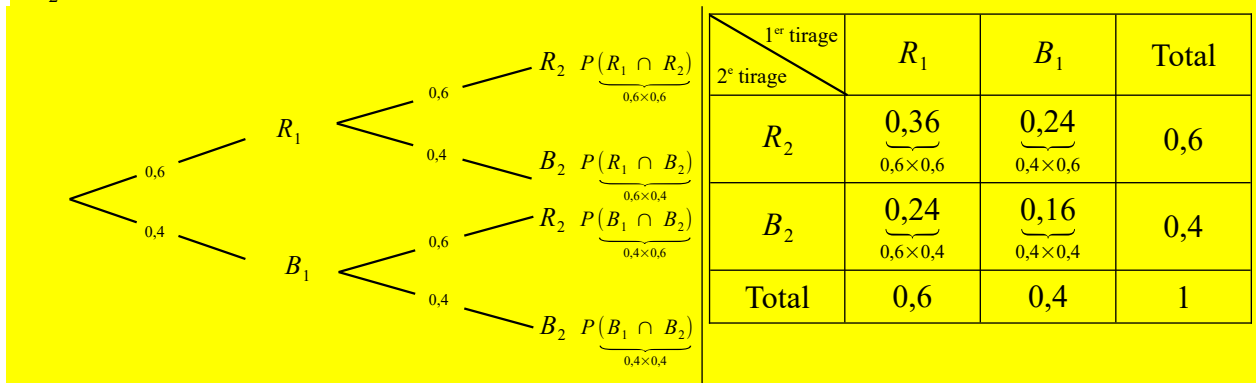 R₂ P(R₁ ∩ R₂)
0,6
0,6×0,6
R₁
0,4
B₂ P(R₁ ∩ B₂)
0,6
0,6×0,4
0,4
R₂ P(B₁ ∩ B₂)
0,6
0,4×0,6
B₁
0,4
B₂ P(B₁ ∩ B₂)
0,4×0,4
1er tirage R₁ B₁ Total
2e tirage
R₂ 0,36 0,24 0,6
0,6×0,6 0,4×0,6
B₂ 0,24 0,16 0,4
0,6×0,4 0,4×0,4
Total 0,6 0,4 1